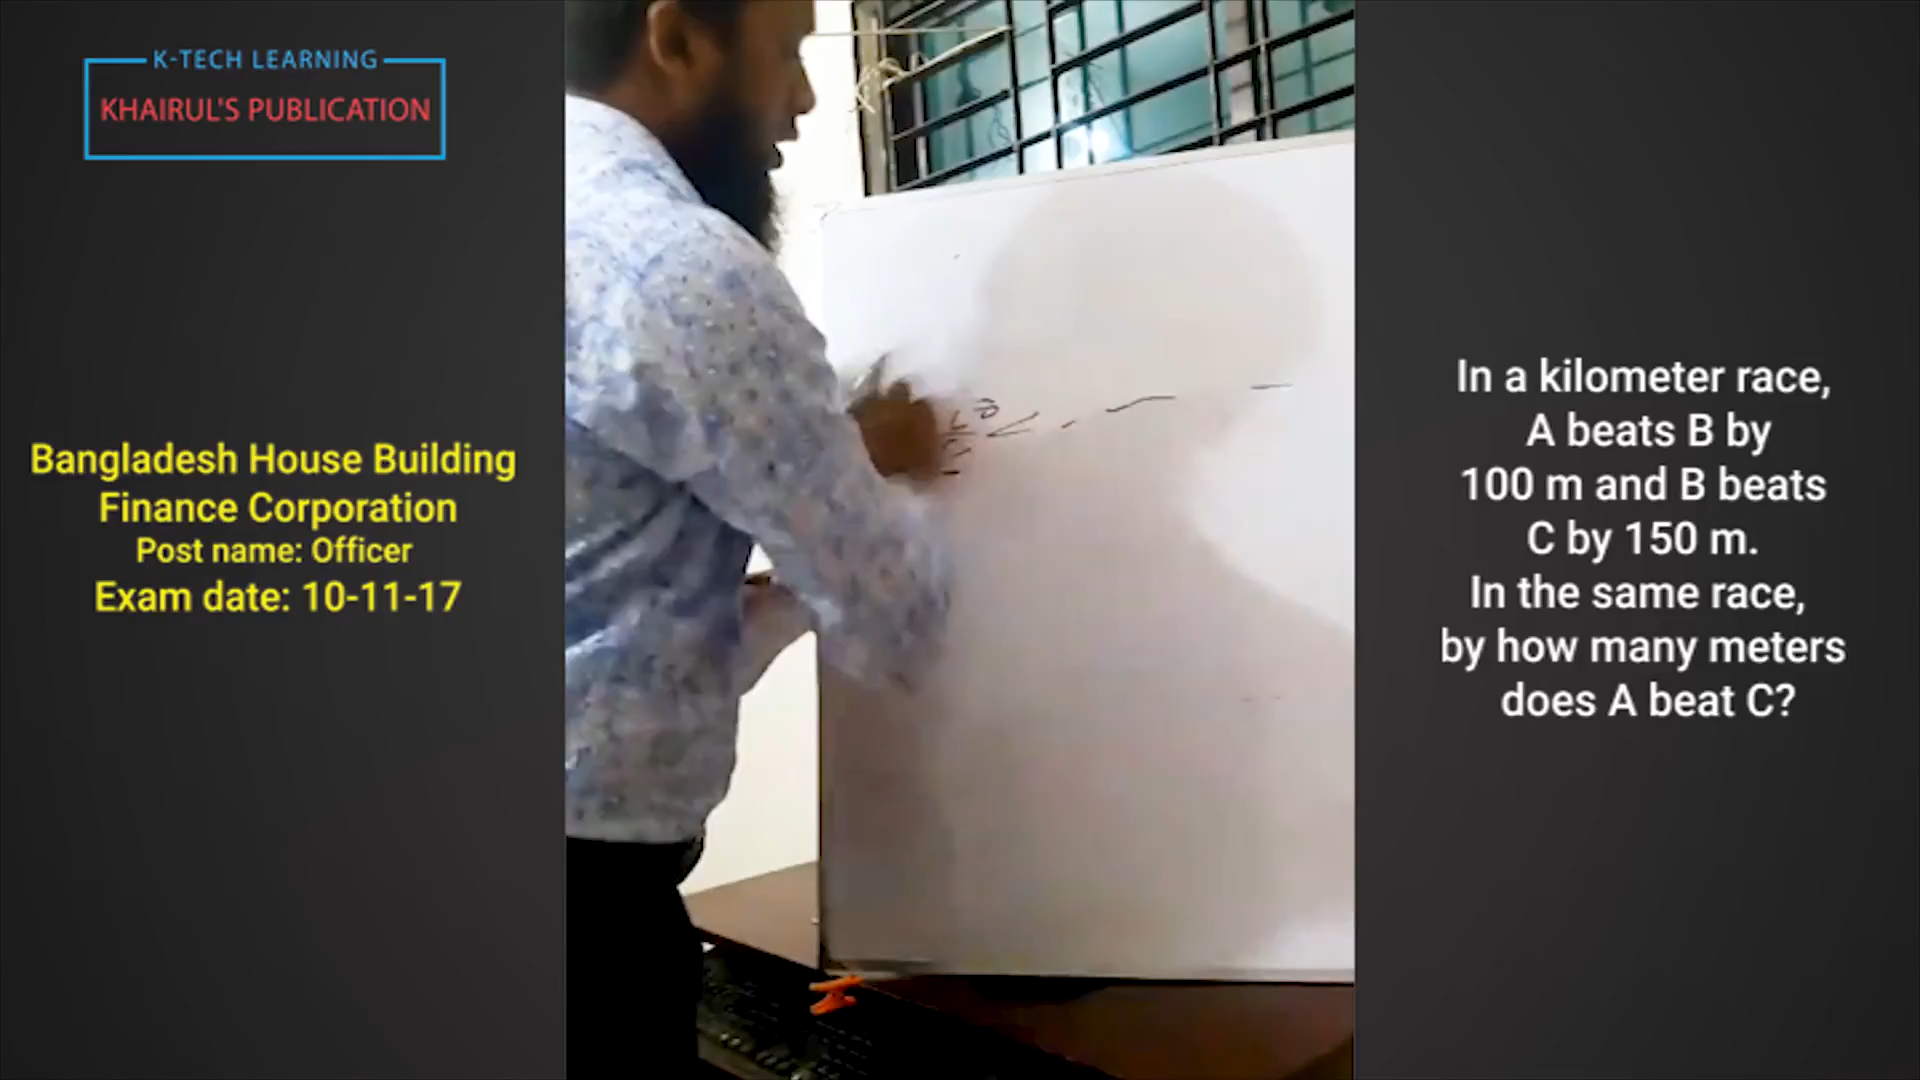 K-TECH LEARNING
KHAIRUL'S PUBLICATION
Bangladesh House Building
Finance Corporation
Post name: Officer
Exam date: 10-11-17
In a kilometer race,
A beats B by
100 m and B beats
C by 150 m.
In the same race,
by how many meters
does A beat C?